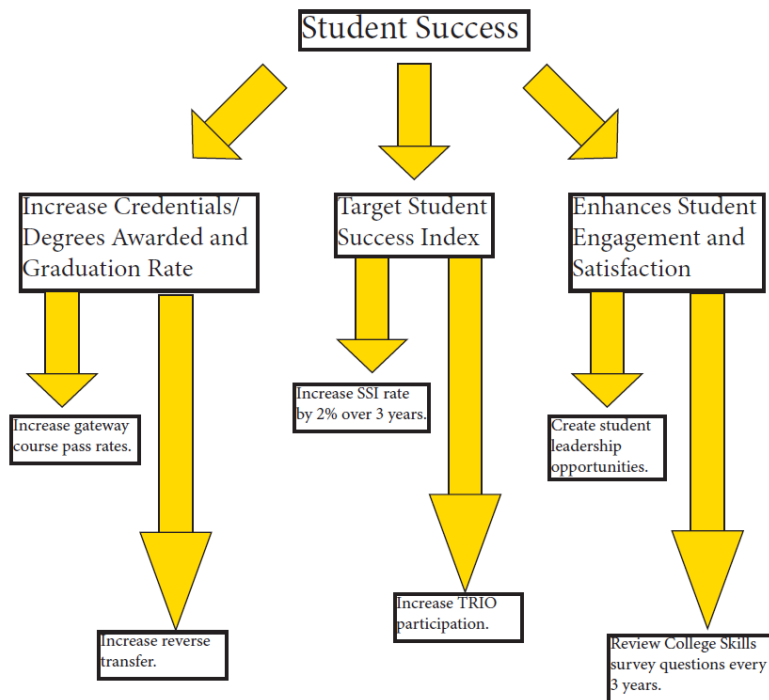 Student Success
Increase Credentials/
Degrees Awarded and
Graduation Rate
Target Student
Success Index
Enhances Student
Engagement and
Satisfaction
Increase gateway
course pass rates.
Increase SSI rate
by 2% over 3 years.
Create student
leadership
opportunities.
Increase reverse
transfer.
Increase TRIO
participation.
Review College Skills
survey questions every
3 years.